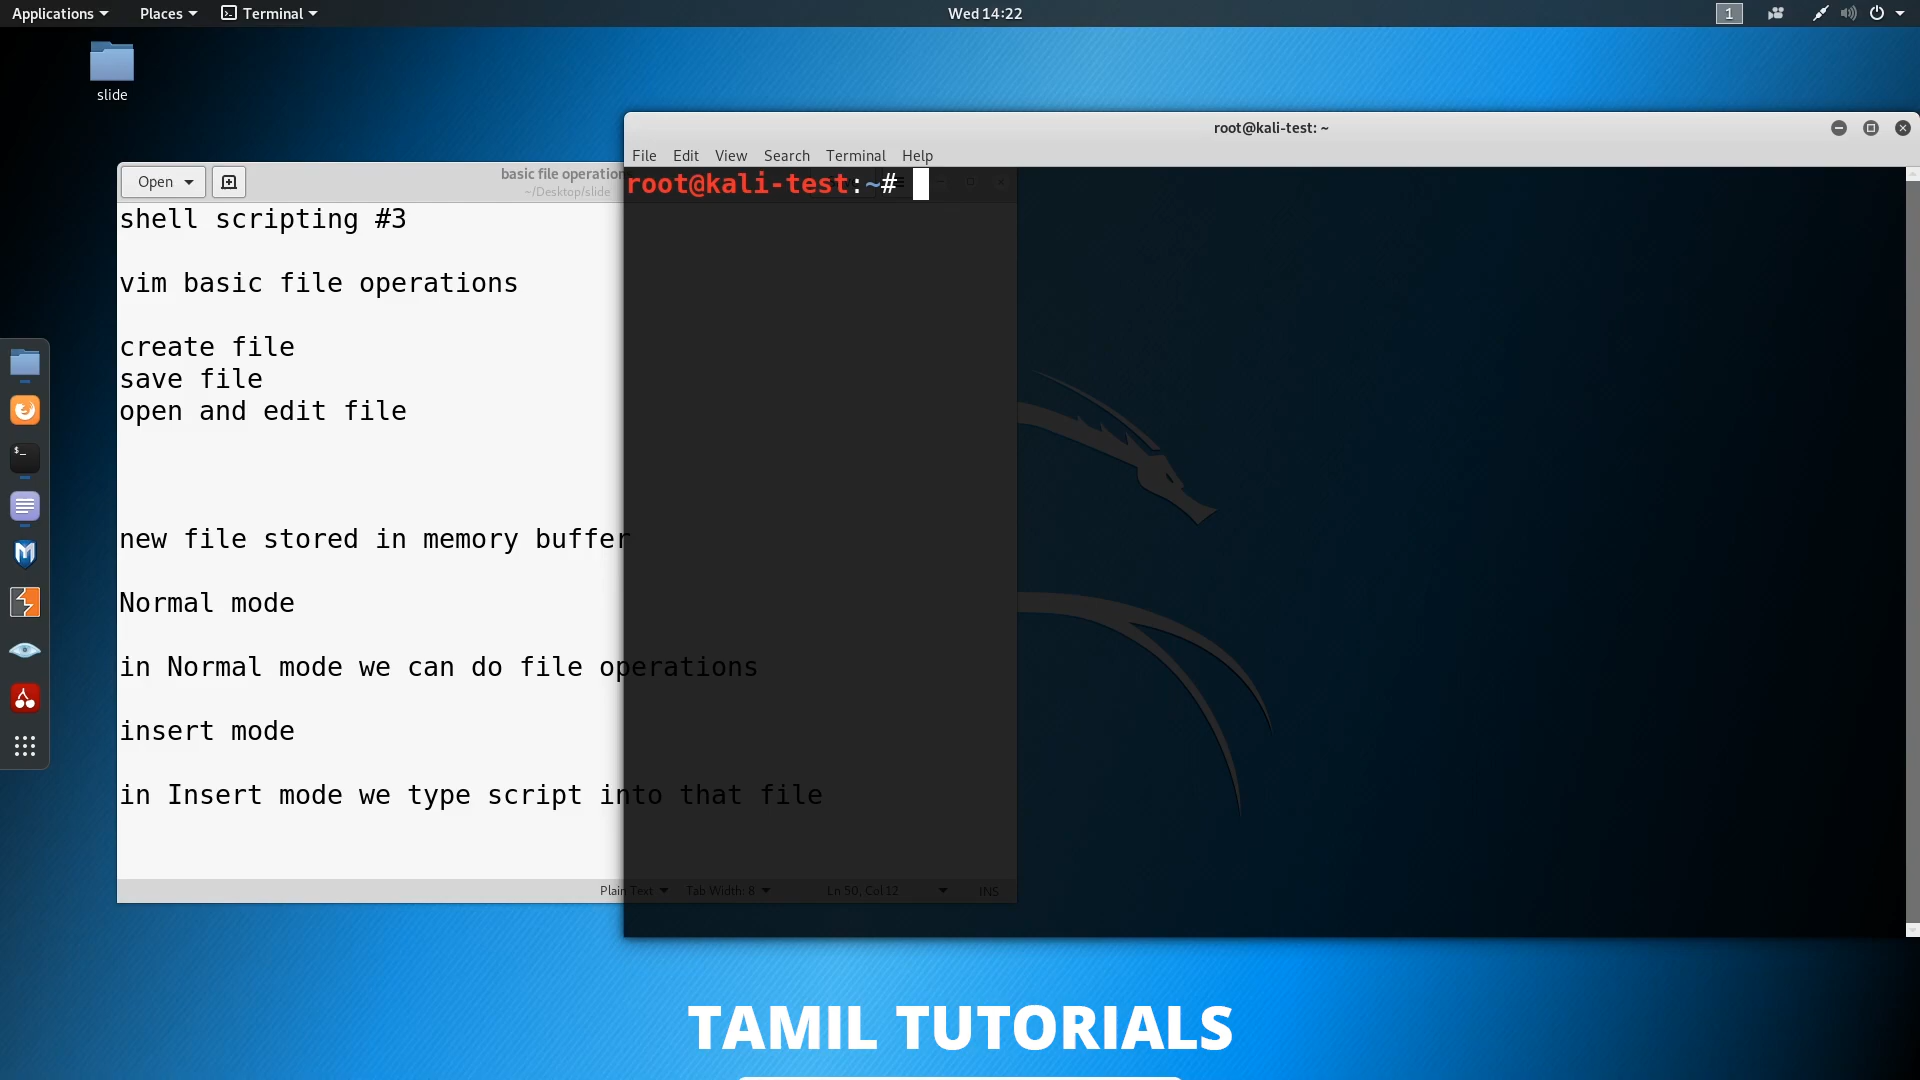 Applications Places Terminal Wed 14:22 1
slide
root@kali-test: ~
File Edit View Search Terminal Help
root@kali-test:~#
Open
basic file operation
~/Desktop/slide
shell scripting #3
vim basic file operations
create file
save file
open and edit file
new file stored in memory buffer
Normal mode
in Normal mode we can do file operations
insert mode
in Insert mode we type script into that file
Plain Text Tab Width: 8 Ln 50, Col 12 INS
TAMIL TUTORIALS